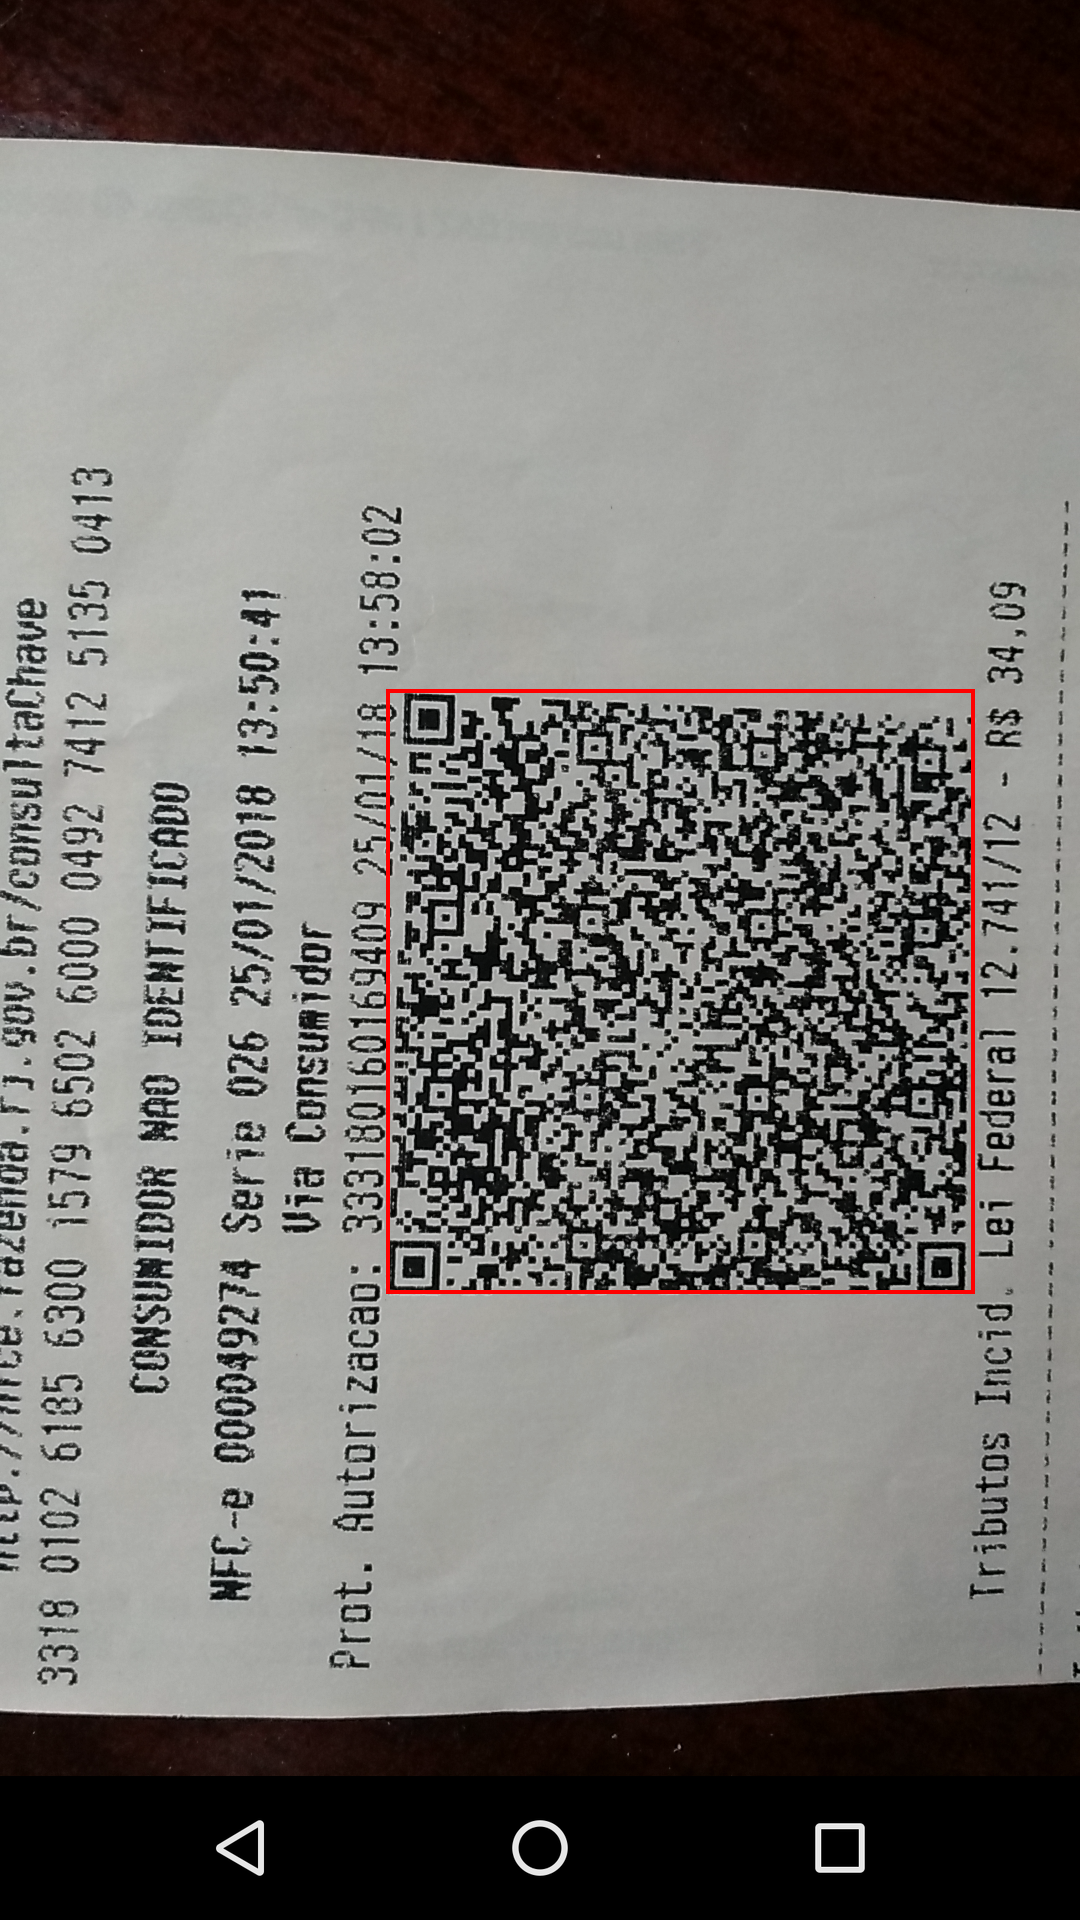 http://nfce.fazenda.rj.gov.br/consultaChave
3318 0102 6185 6300 1579 6502 6000 0492 7412 5135 0413
CONSUMIDOR NAO IDENTIFICADO
NFC-e 000049274 Serie 026 25/01/2018 13:50:41
Via Consumidor
Prot. Autorizacao: 333180160169409 25/01/18 13:58:02
Tributos Incid. Lei Federal 12.741/12 - R$ 34,09